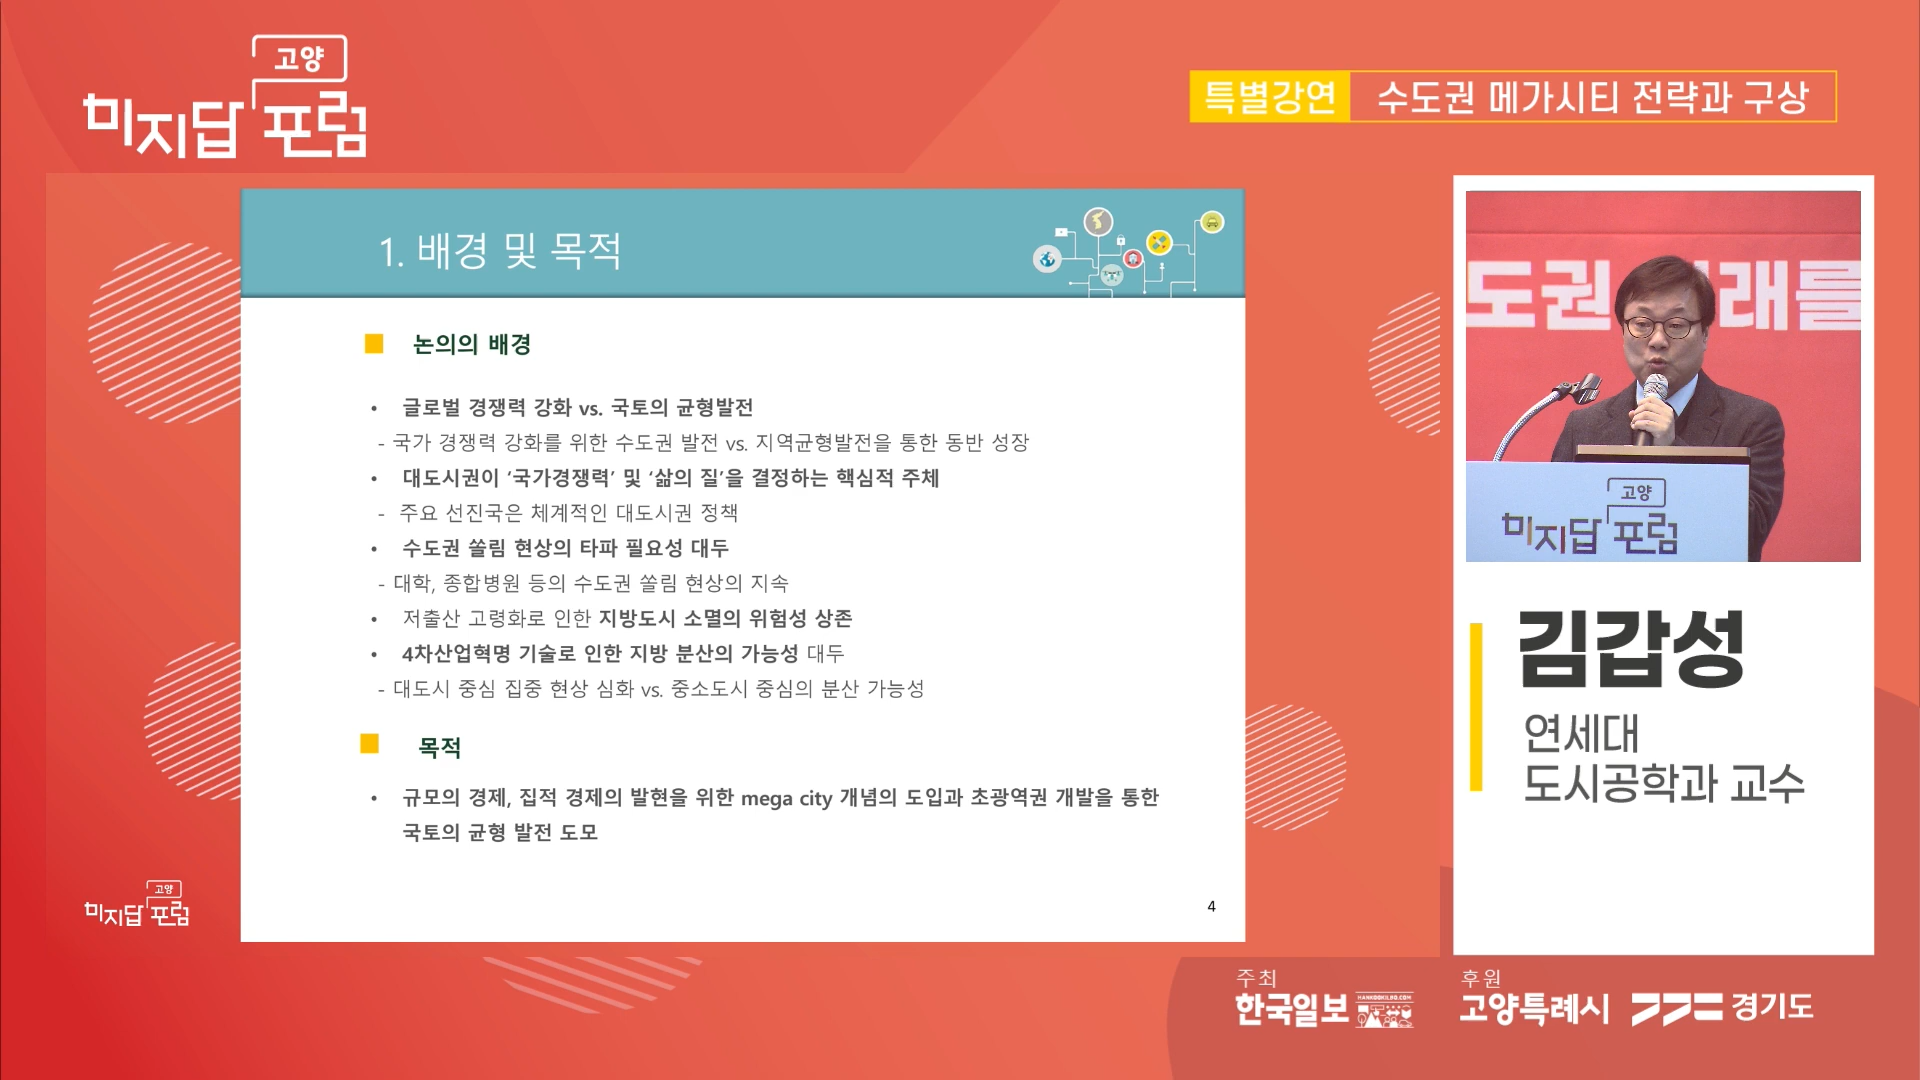 고양
미지답 포럼
특별강연 수도권 메가시티 전략과 구상
1. 배경 및 목적
논의의 배경
• 글로벌 경쟁력 강화 vs. 국토의 균형발전
- 국가 경쟁력 강화를 위한 수도권 발전 vs. 지역균형발전을 통한 동반 성장
• 대도시권이 ‘국가경쟁력’ 및 ‘삶의 질’을 결정하는 핵심적 주체
- 주요 선진국은 체계적인 대도시권 정책
• 수도권 쏠림 현상의 타파 필요성 대두
- 대학, 종합병원 등의 수도권 쏠림 현상의 지속
• 저출산 고령화로 인한 지방도시 소멸의 위험성 상존
• 4차산업혁명 기술로 인한 지방 분산의 가능성 대두
- 대도시 중심 집중 현상 심화 vs. 중소도시 중심의 분산 가능성
목적
• 규모의 경제, 집적 경제의 발현을 위한 mega city 개념의 도입과 초광역권 개발을 통한
국토의 균형 발전 도모
4
고양
미지답 포럼
도권 래를
고양
미지답 포럼
김갑성
연세대
도시공학과 교수
주최
한국일보
HANKOOKILBO.COM
후원
고양특례시
경기도